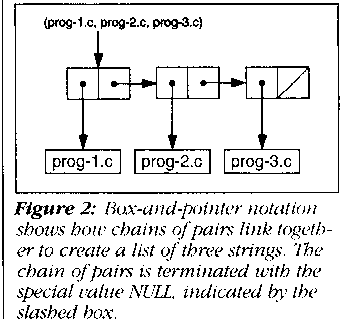 (prog-1.c, prog-2.c, prog-3.c)
prog-1.c prog-2.c prog-3.c
Figure 2: Box-and-pointer notation
shows how chains of pairs link togeth-
er to create a list of three strings. The
chain of pairs is terminated with the
special value NULL, indicated by the
slashed box.